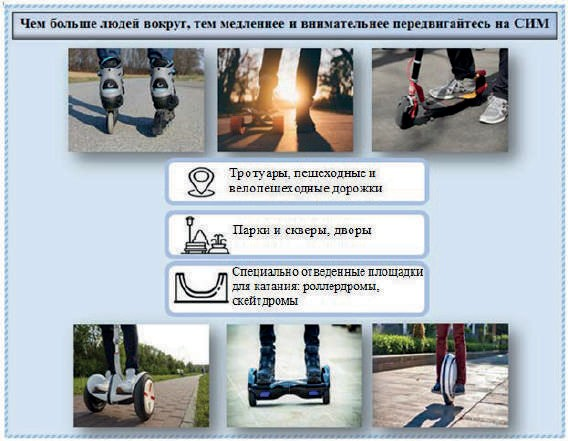 Чем больше людей вокруг, тем медленнее и внимательнее передвигайтесь на СИМ
Тротуары, пешеходные и
велопешеходные дорожки
Парки и скверы, дворы
Специально отведенные площадки
для катания: роллердромы,
скейтдромы